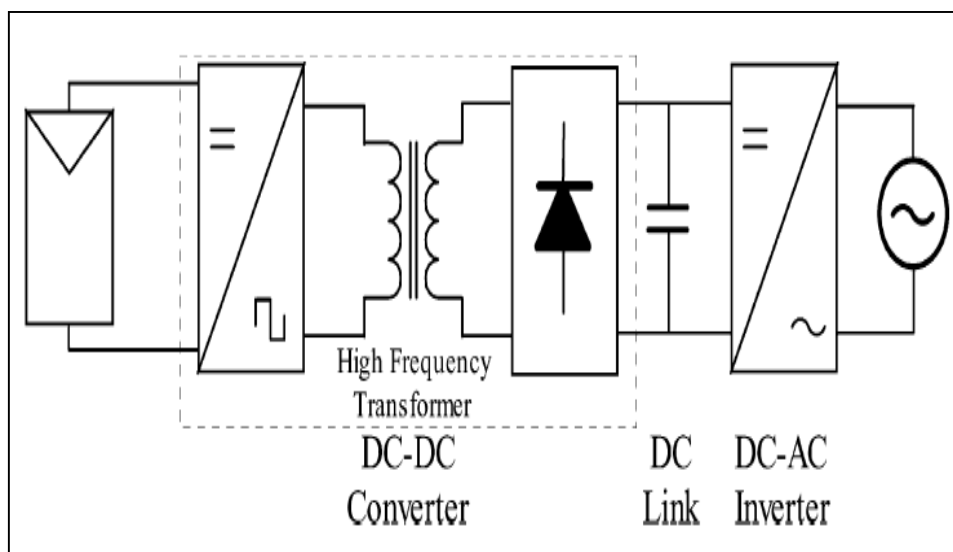 High Frequency
Transformer
DC-DC
Converter
DC
Link
DC-AC
Inverter